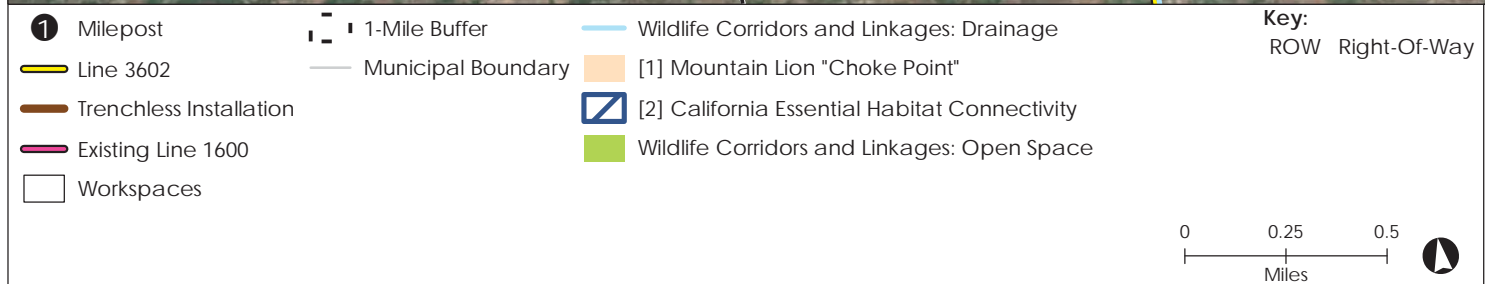 1 Milepost
Line 3602
Trenchless Installation
Existing Line 1600
Workspaces
1-Mile Buffer
Municipal Boundary
Wildlife Corridors and Linkages: Drainage
[1] Mountain Lion "Choke Point"
[2] California Essential Habitat Connectivity
Wildlife Corridors and Linkages: Open Space
Key:
ROW Right-Of-Way
0 0.25 0.5
Miles